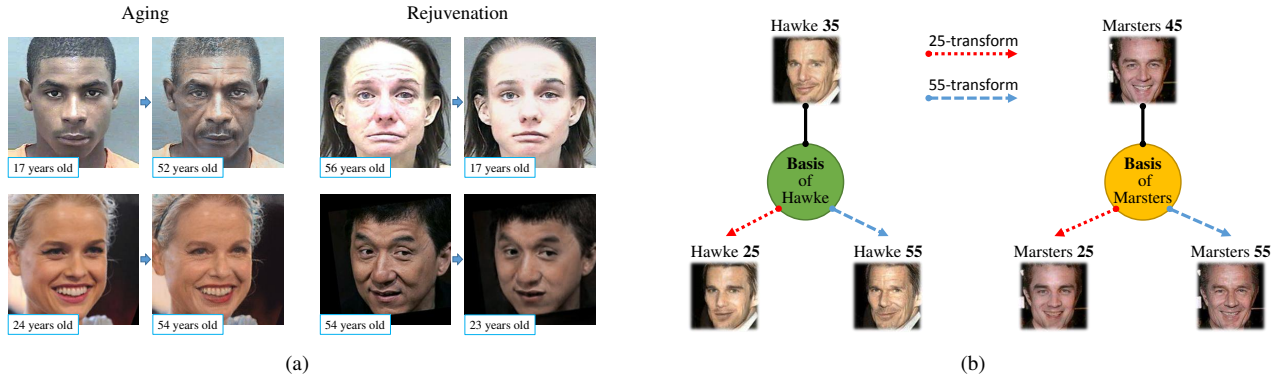 Aging
Rejuvenation
17 years old
52 years old
56 years old
17 years old
24 years old
54 years old
54 years old
23 years old
(a)
Hawke 35
25-transform
55-transform
Marsters 45
Basis
of
Hawke
Basis
of
Marsters
Hawke 25
Hawke 55
Marsters 25
Marsters 55
(b)